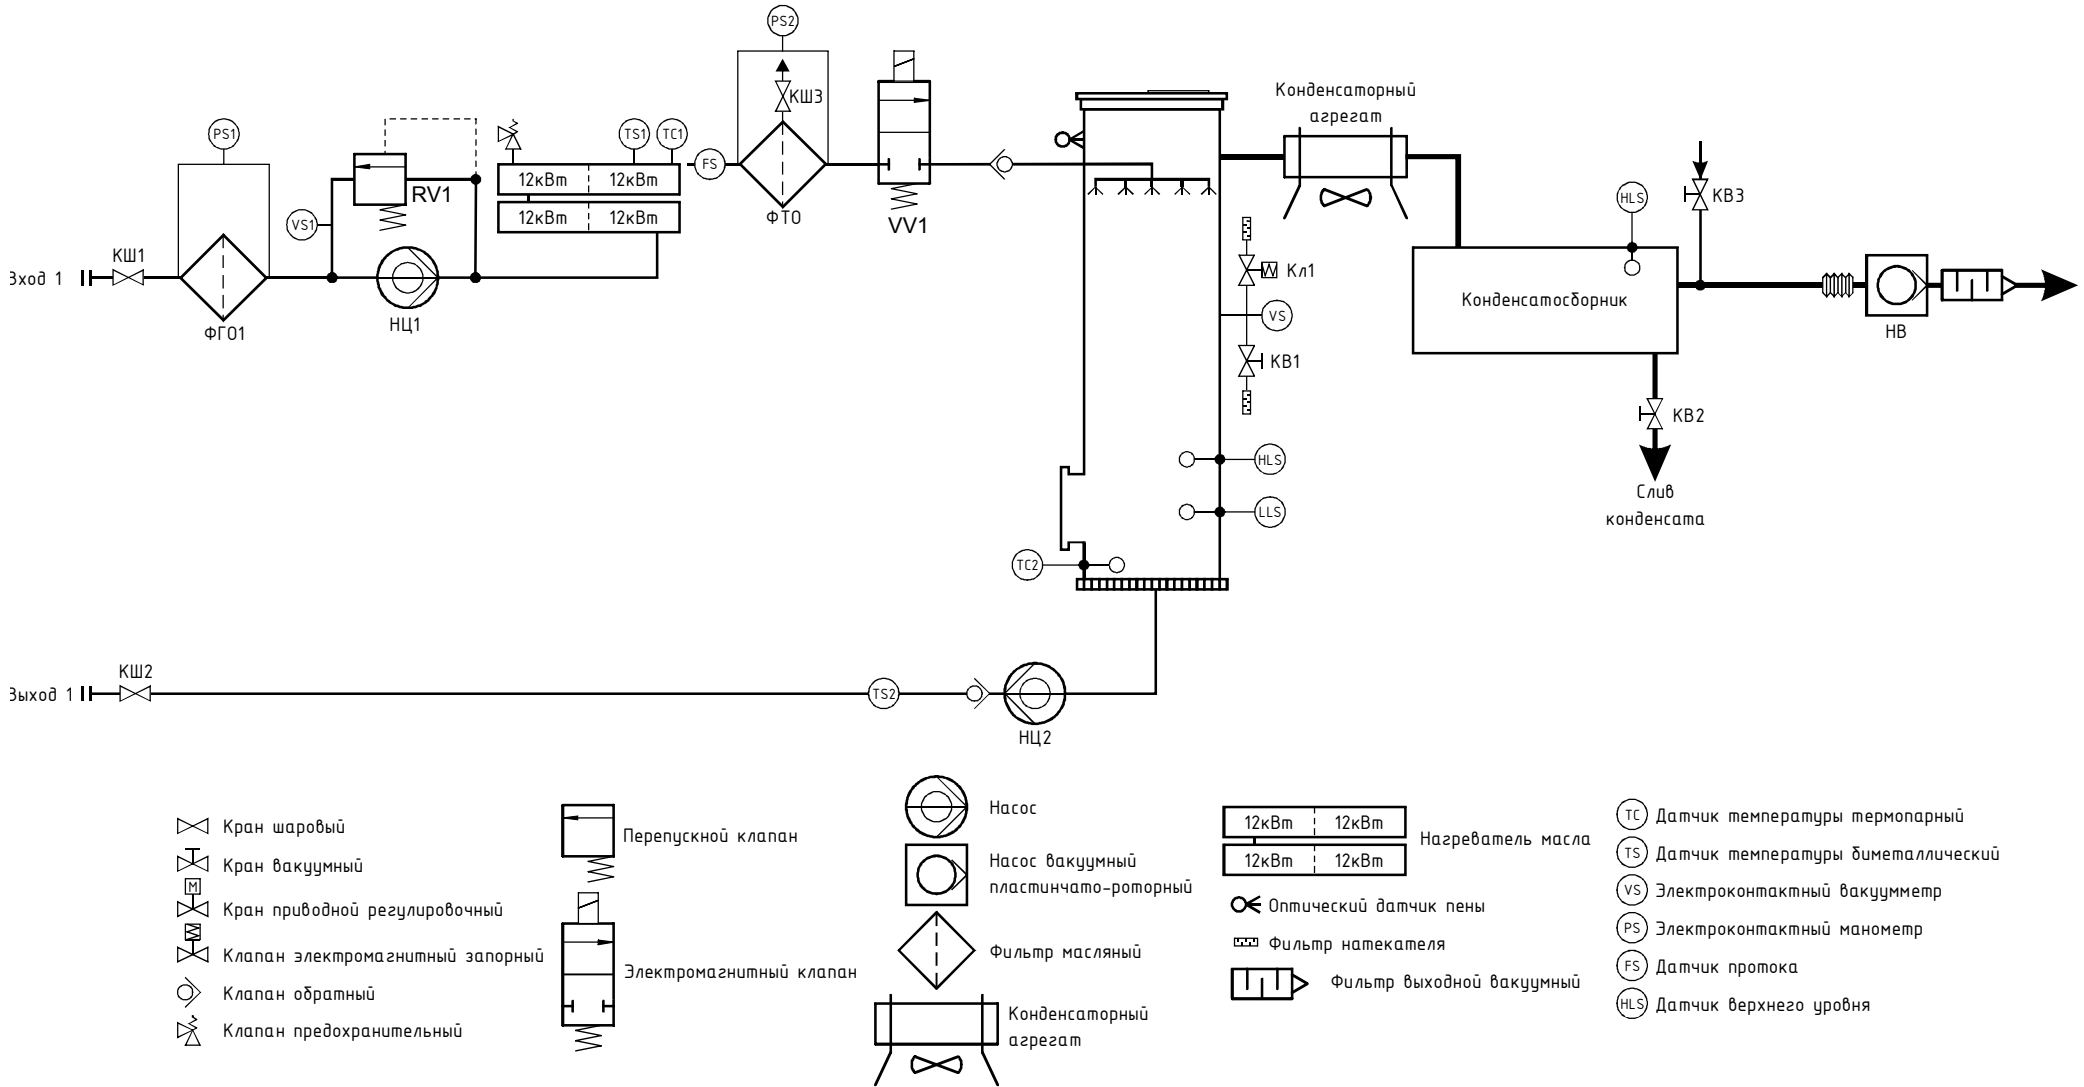 PS2
КШ3
PS1
RV1
VS1
TS1
TC1
12кВт
12кВт
12кВт
12кВт
FS
ФТО
VV1
Конденсаторный
агрегат
HLS
КВ3
КШ1
Вход 1
ФГО1
НЦ1
Кл1
VS
КВ1
Конденсатосборник
НВ
КВ2
HLS
LLS
Слив
конденсата
TC2
КШ2
Выход 1
TS2
НЦ2
Кран шаровый
Кран вакуумный
M
Кран приводной регулировочный
Клапан электромагнитный запорный
Клапан обратный
Клапан предохранительный
Перепускной клапан
Электромагнитный клапан
Насос
Насос вакуумный
пластинчато-роторный
Фильтр масляный
Конденсаторный
агрегат
12кВт
12кВт
12кВт
12кВт
Нагреватель масла
Оптический датчик пены
Фильтр натекателя
Фильтр выходной вакуумный
TC
Датчик температуры термопарный
TS
Датчик температуры биметаллический
VS
Электроконтактный вакуумметр
PS
Электроконтактный манометр
FS
Датчик протока
HLS
Датчик верхнего уровня